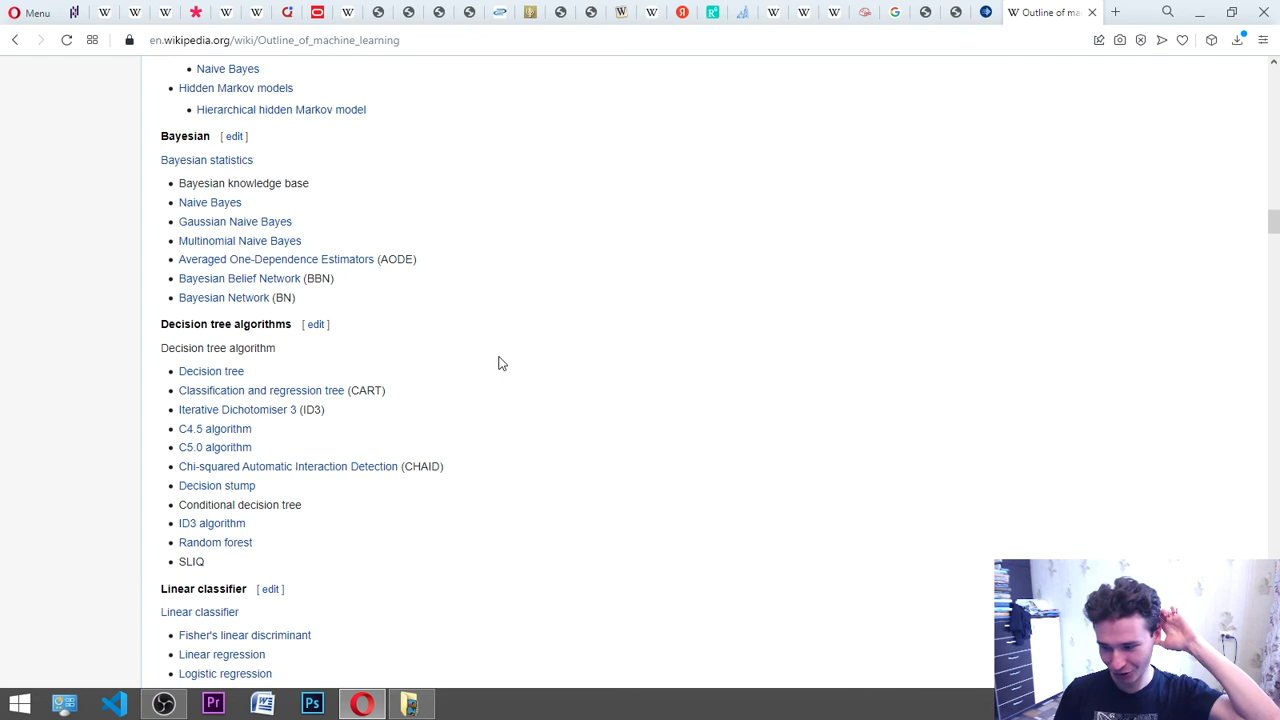 Menu
Outline of ma
en.wikipedia.org/wiki/Outline_of_machine_learning
Naive Bayes
Hidden Markov models
Hierarchical hidden Markov model
Bayesian [ edit ]
Bayesian statistics
Bayesian knowledge base
Naive Bayes
Gaussian Naive Bayes
Multinomial Naive Bayes
Averaged One-Dependence Estimators (AODE)
Bayesian Belief Network (BBN)
Bayesian Network (BN)
Decision tree algorithms [ edit ]
Decision tree algorithm
Decision tree
Classification and regression tree (CART)
Iterative Dichotomiser 3 (ID3)
C4.5 algorithm
C5.0 algorithm
Chi-squared Automatic Interaction Detection (CHAID)
Decision stump
Conditional decision tree
ID3 algorithm
Random forest
SLIQ
Linear classifier [ edit ]
Linear classifier
Fisher's linear discriminant
Linear regression
Logistic regression
Pr
Ps